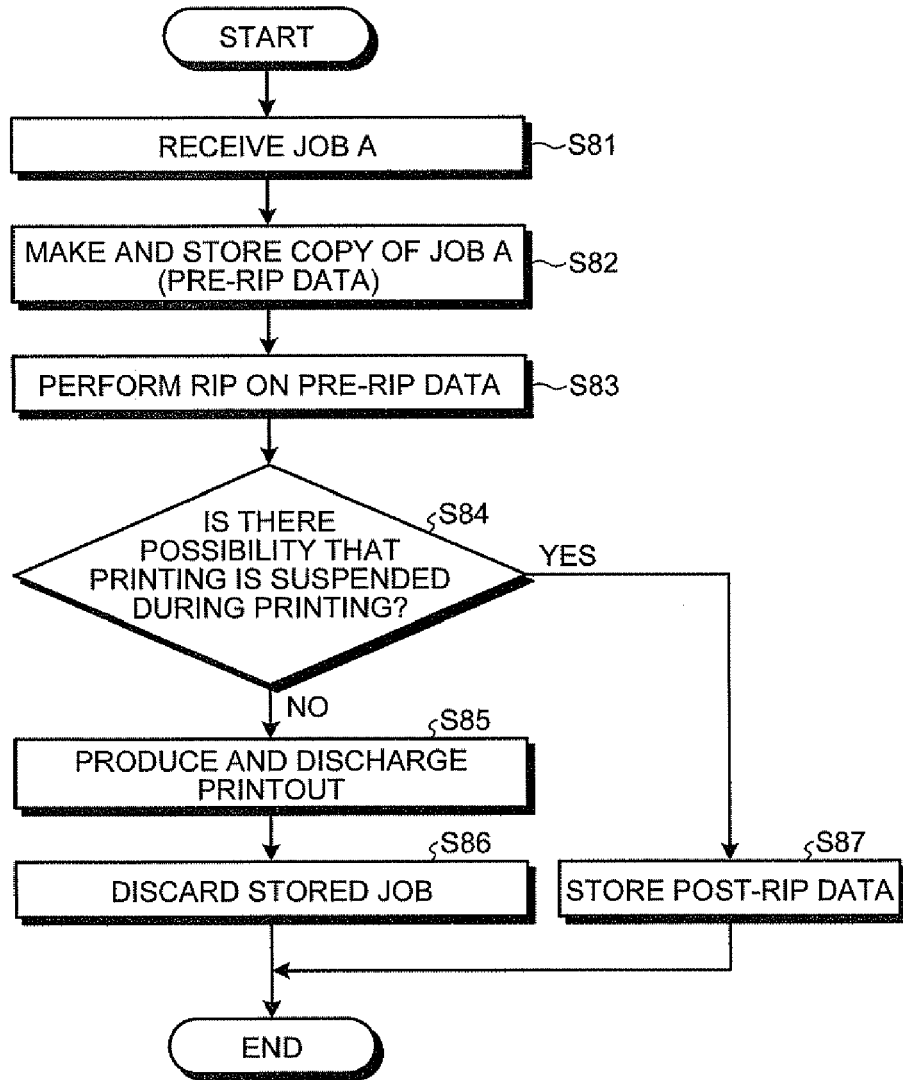 START
RECEIVE JOB A
S81
MAKE AND STORE COPY OF JOB A
(PRE-RIP DATA)
S82
PERFORM RIP ON PRE-RIP DATA
S83
IS THERE
POSSIBILITY THAT
PRINTING IS SUSPENDED
DURING PRINTING?
S84
YES
NO
S85
PRODUCE AND DISCHARGE
PRINTOUT
S86
DISCARD STORED JOB
S87
STORE POST-RIP DATA
END